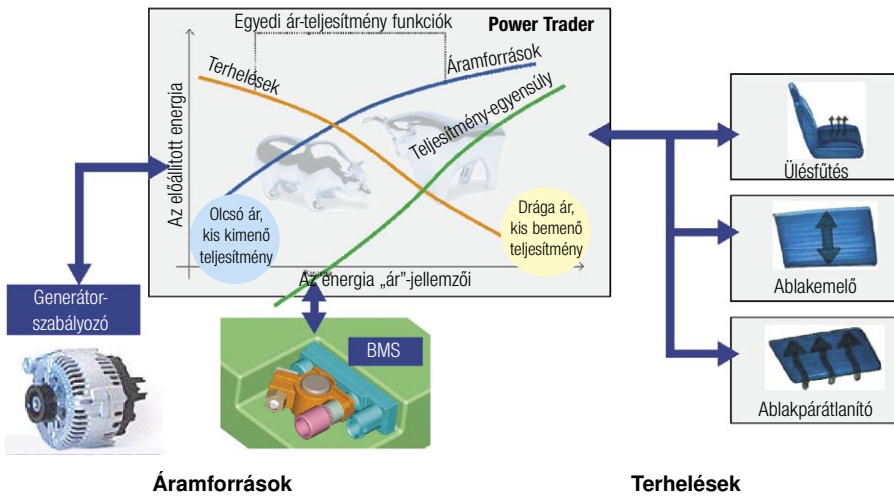 Egyedi ár-teljesítmény funkciók
Power Trader
Terhelések
Áramforrások
Teljesítmény-egyensúly
Az előállított energia
Olcsó ár,
kis kimenő
teljesítmény
Drága ár,
kis bemenő
teljesítmény
Az energia „ár”-jellemzői
Generátor-
szabályozó
BMS
Ülésfűtés
Ablakemelő
Ablakpárátlanító
Áramforrások
Terhelések